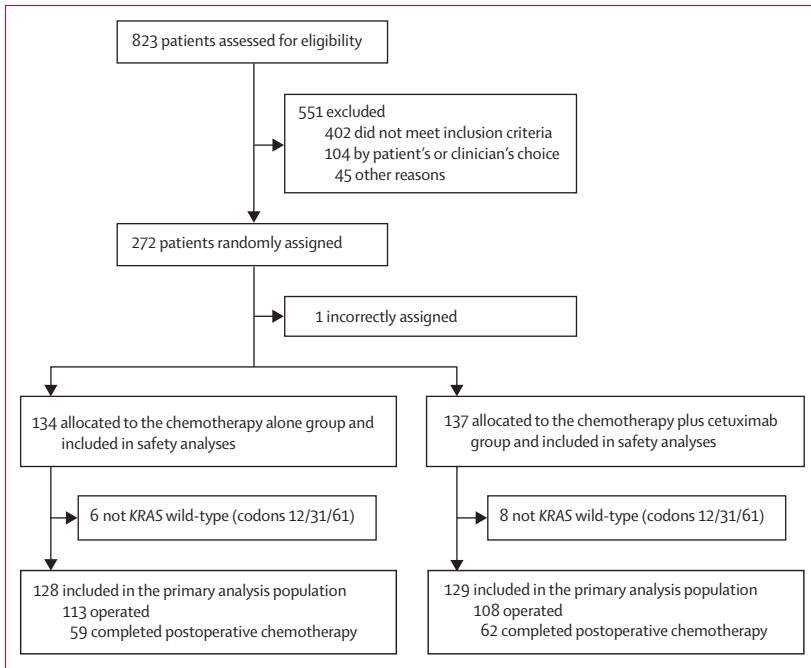 823 patients assessed for eligibility
551 excluded
402 did not meet inclusion criteria
104 by patient's or clinician's choice
45 other reasons
272 patients randomly assigned
1 incorrectly assigned
134 allocated to the chemotherapy alone group and
included in safety analyses
137 allocated to the chemotherapy plus cetuximab
group and included in safety analyses
6 not KRAS wild-type (codons 12/31/61)
8 not KRAS wild-type (codons 12/31/61)
128 included in the primary analysis population
113 operated
59 completed postoperative chemotherapy
129 included in the primary analysis population
108 operated
62 completed postoperative chemotherapy